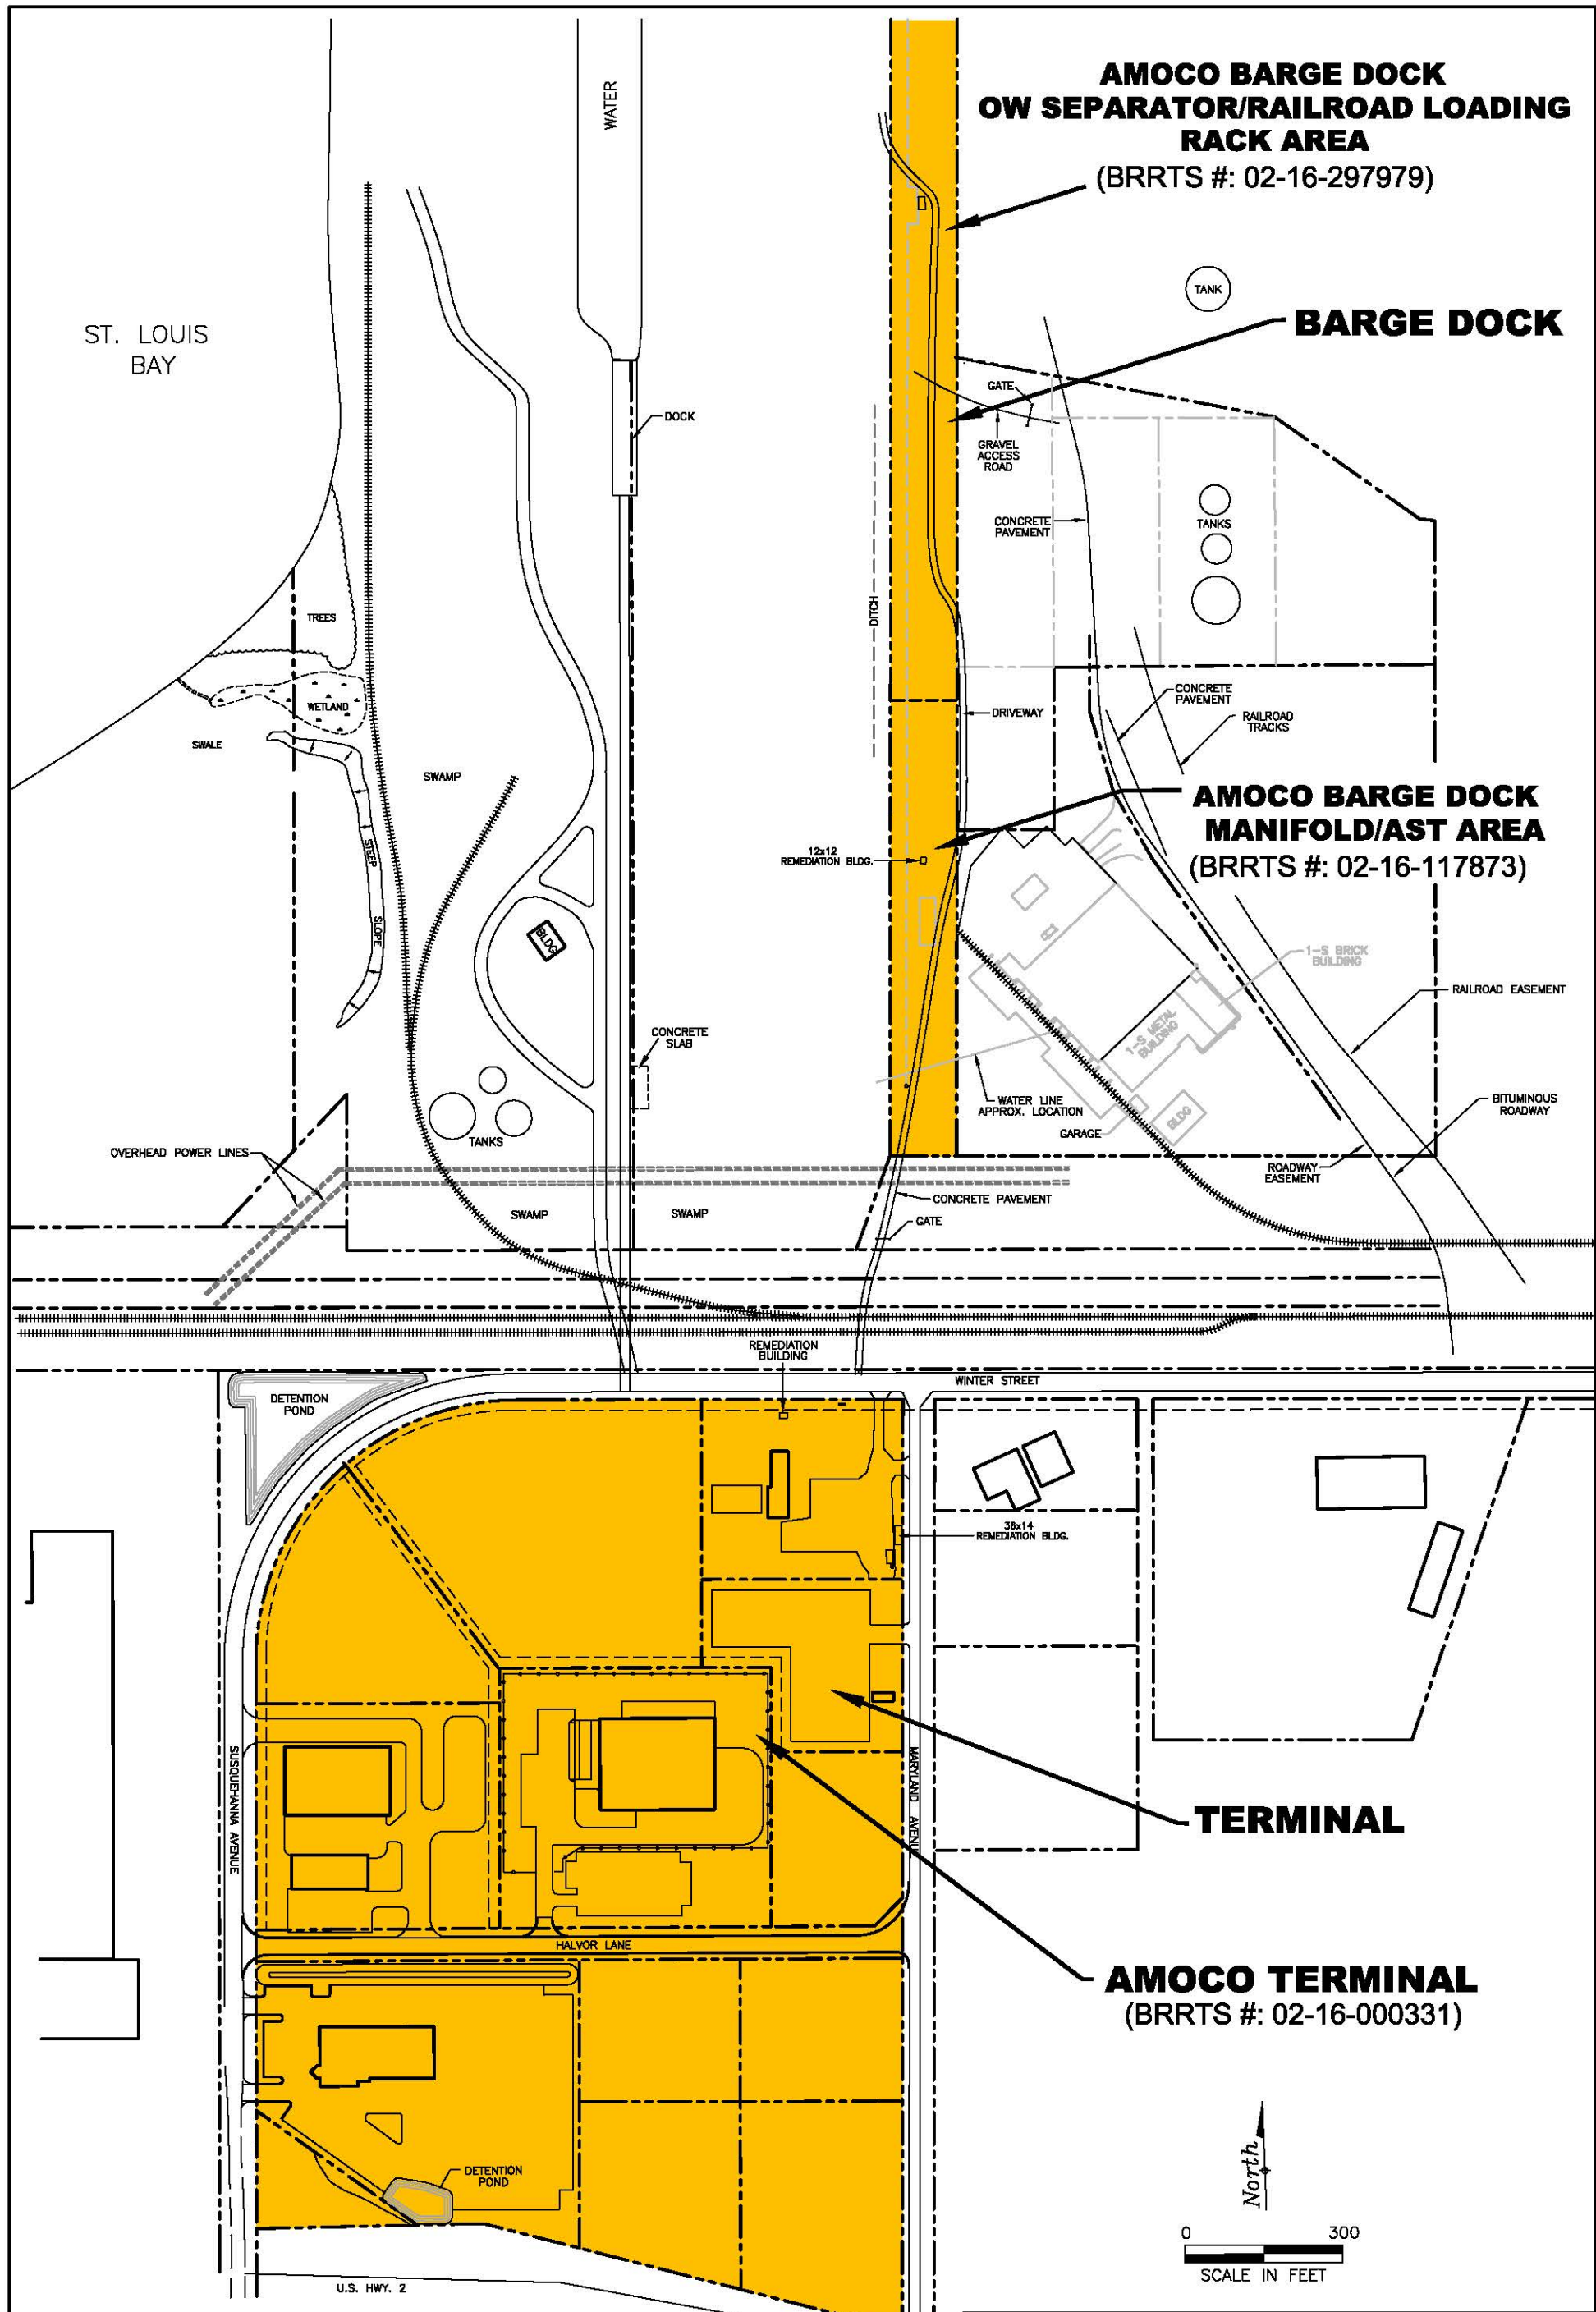 AMOCO BARGE DOCK
OW SEPARATOR/RAILROAD LOADING
RACK AREA
(BRRTS #: 02-16-297979)
WATER
TANK
BARGE DOCK
ST. LOUIS
BAY
GATE
DOCK
GRAVEL
ACCESS
ROAD
CONCRETE
PAVEMENT
TANKS
DITCH
TREES
CONCRETE
PAVEMENT
WETLAND
DRIVEWAY
RAILROAD
TRACKS
SWALE
SWAMP
AMOCO BARGE DOCK
MANIFOLD/AST AREA
(BRRTS #: 02-16-117873)
STEEP
SLOPE
12x12
REMEDIATION BLDG.
BLDG
1-S BRICK
BUILDING
RAILROAD EASEMENT
CONCRETE
SLAB
1-S METAL
BUILDING
WATER LINE
APPROX. LOCATION
BLDG
BITUMINOUS
ROADWAY
TANKS
GARAGE
OVERHEAD POWER LINES
ROADWAY
EASEMENT
CONCRETE PAVEMENT
SWAMP
SWAMP
GATE
REMEDIATION
BUILDING
WINTER STREET
DETENTION
POND
36x14
REMEDIATION BLDG.
SUSQUEHANNA AVENUE
MARYLAND AVENUE
TERMINAL
HALVOR LANE
AMOCO TERMINAL
(BRRTS #: 02-16-000331)
DETENTION
POND
North
0 300
SCALE IN FEET
U.S. HWY. 2